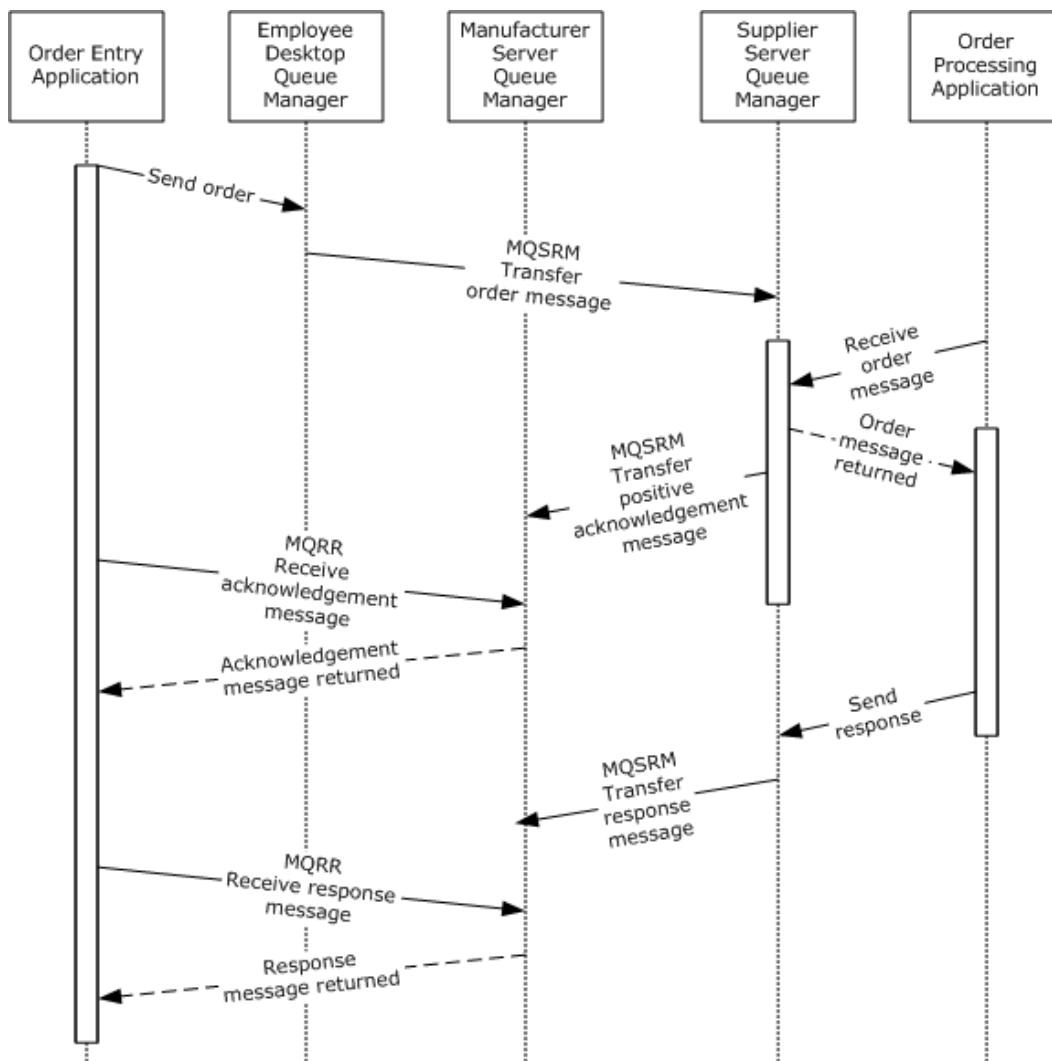 Order Entry
Application
Employee
Desktop
Queue
Manager
Manufacturer
Server
Queue
Manager
Supplier
Server
Queue
Manager
Order
Processing
Application
Send order
MQSRM
Transfer
order message
Receive
order
message
Order
message
returned
MQSRM
Transfer
positive
acknowledgement
message
MQRR
Receive
acknowledgement
message
Acknowledgement
message returned
Send
response
MQSRM
Transfer
response
message
MQRR
Receive response
message
Response
message returned